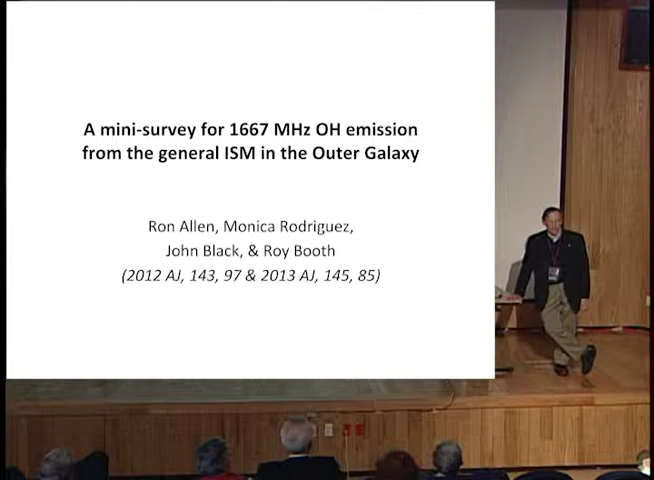 A mini-survey for 1667 MHz OH emission
from the general ISM in the Outer Galaxy
Ron Allen, Monica Rodriguez,
John Black, & Roy Booth
(2012 AJ, 143, 97 & 2013 AJ, 145, 85)